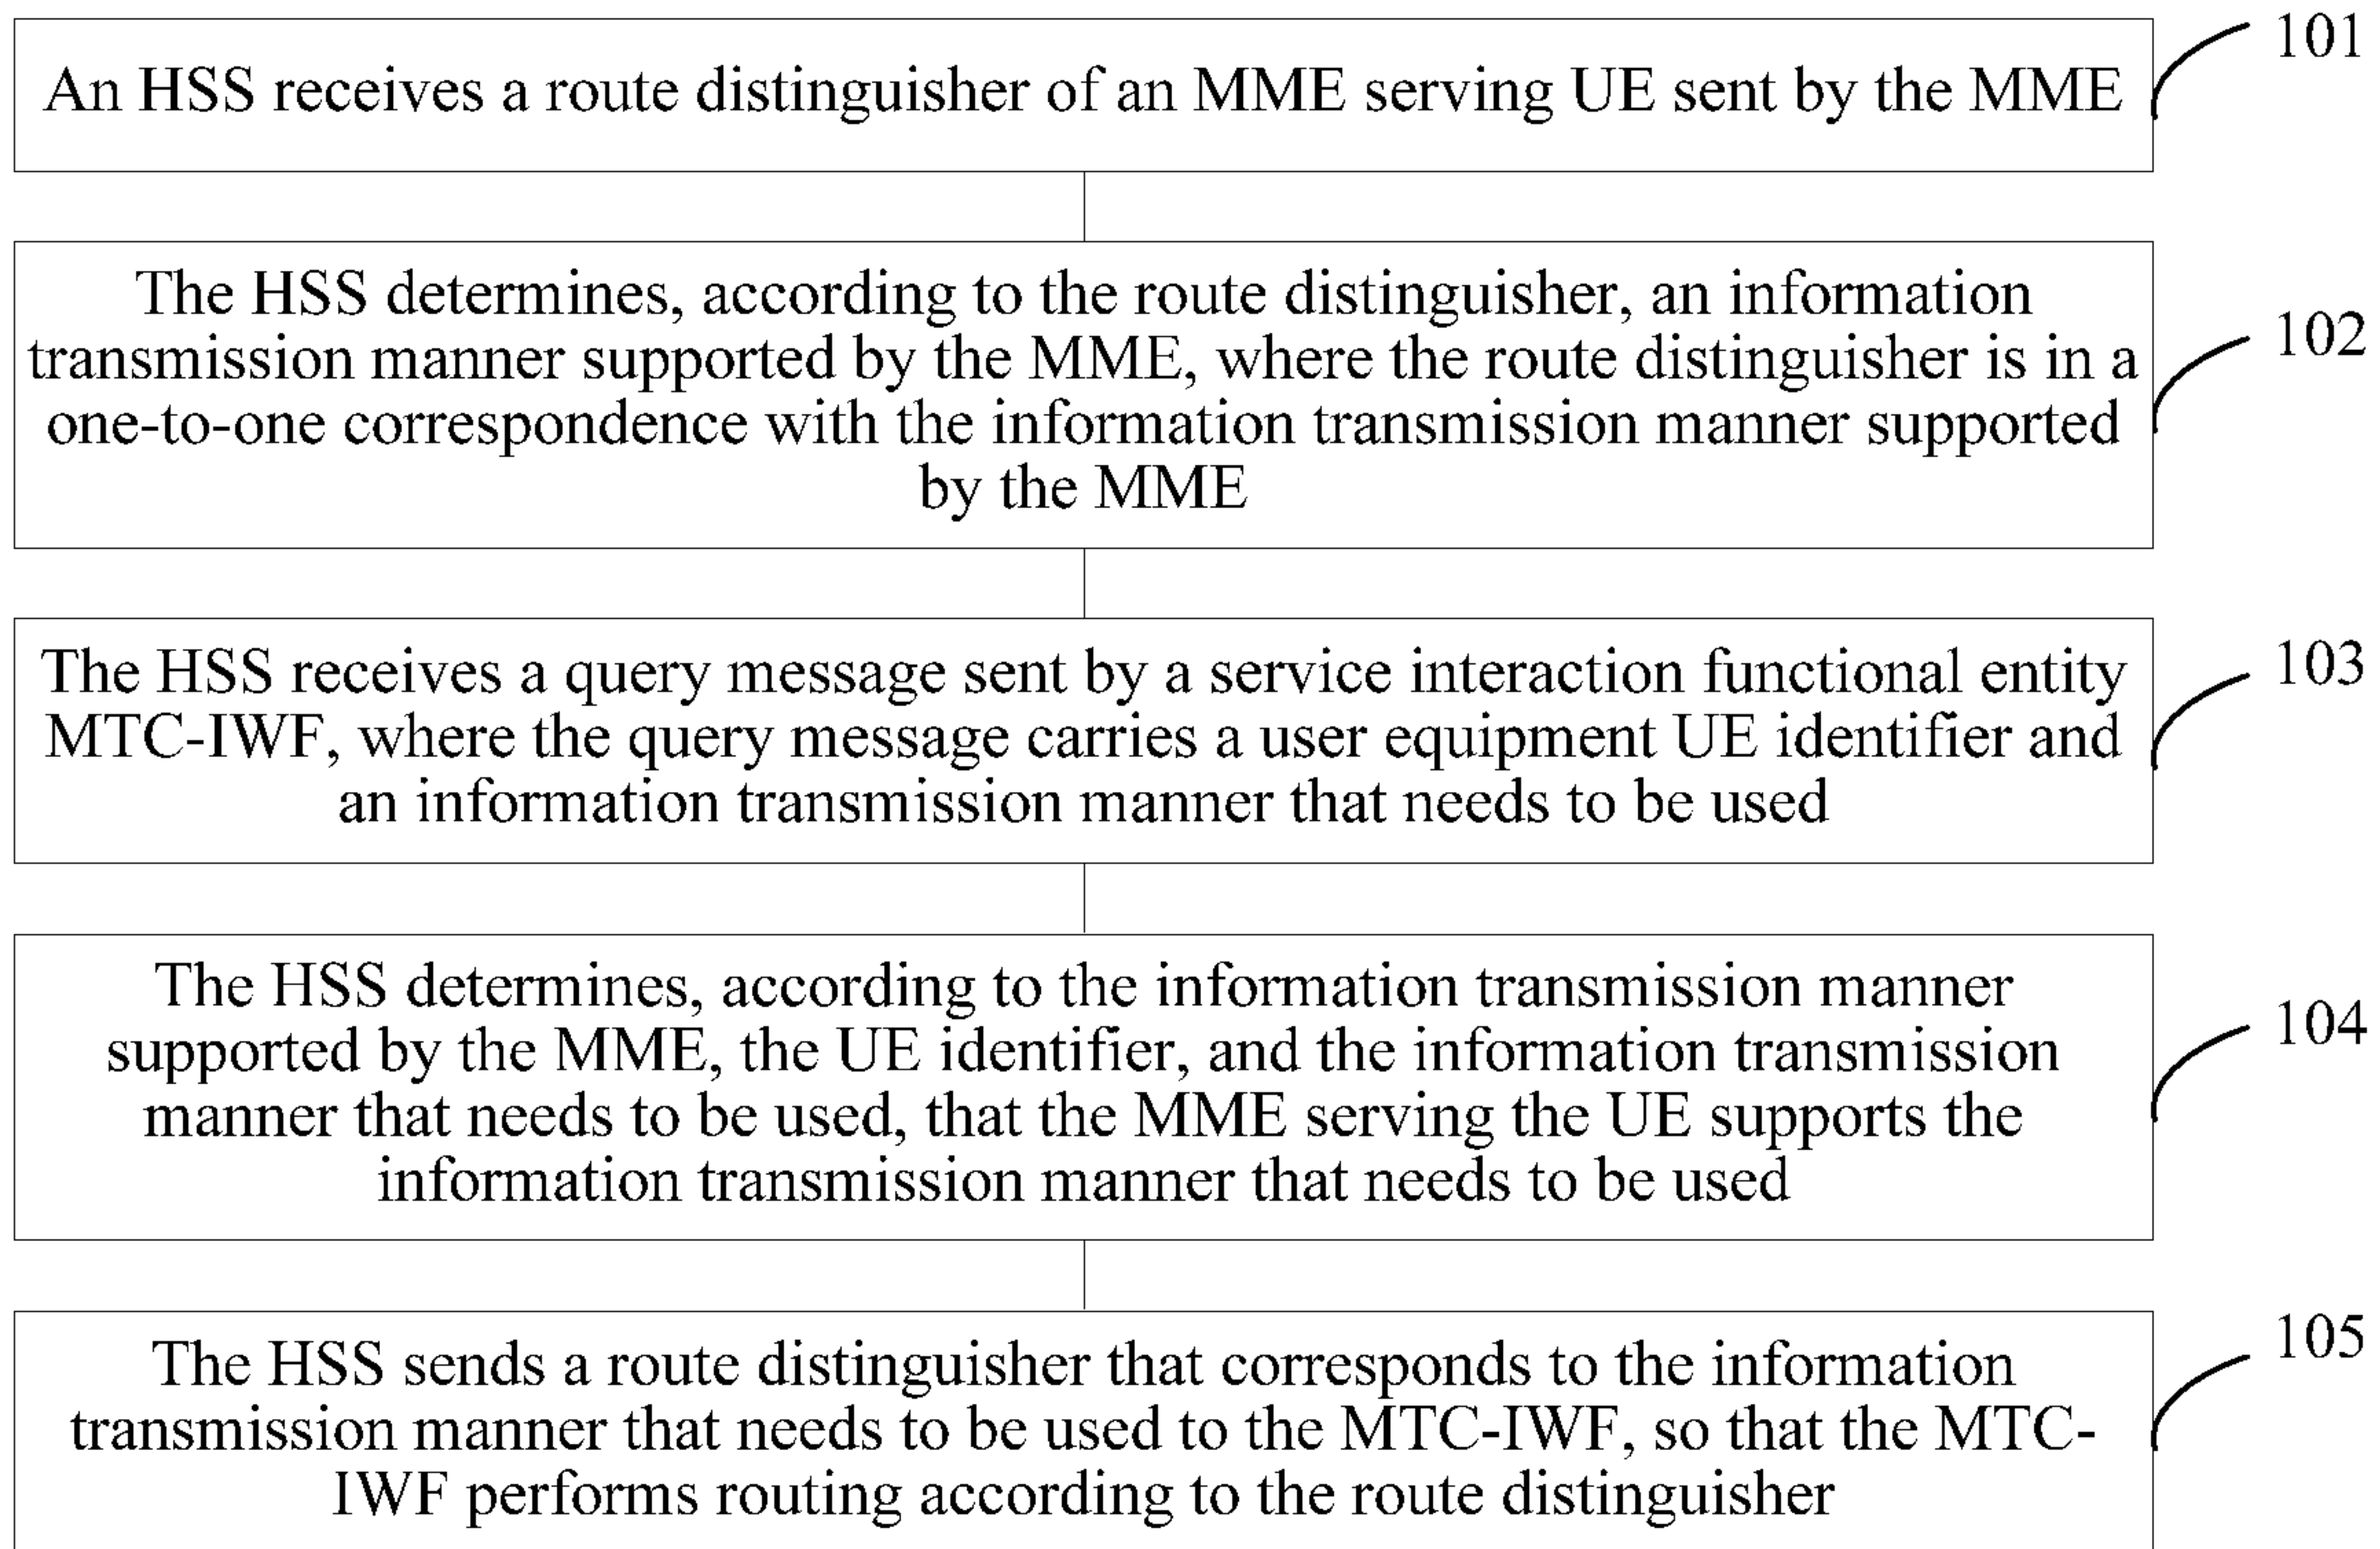 An HSS receives a route distinguisher of an MME serving UE sent by the MME
101
The HSS determines, according to the route distinguisher, an information
transmission manner supported by the MME, where the route distinguisher is in a
one-to-one correspondence with the information transmission manner supported
by the MME
102
The HSS receives a query message sent by a service interaction functional entity
MTC-IWF, where the query message carries a user equipment UE identifier and
an information transmission manner that needs to be used
103
The HSS determines, according to the information transmission manner
supported by the MME, the UE identifier, and the information transmission
manner that needs to be used, that the MME serving the UE supports the
information transmission manner that needs to be used
104
The HSS sends a route distinguisher that corresponds to the information
transmission manner that needs to be used to the MTC-IWF, so that the MTC-
IWF performs routing according to the route distinguisher
105